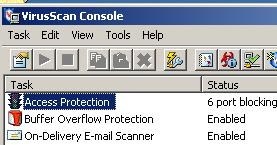 VirusScan Console
Task Edit View Tools Help
Task Status
Access Protection 6 port blocking
Buffer Overflow Protection Enabled
On-Delivery E-mail Scanner Enabled